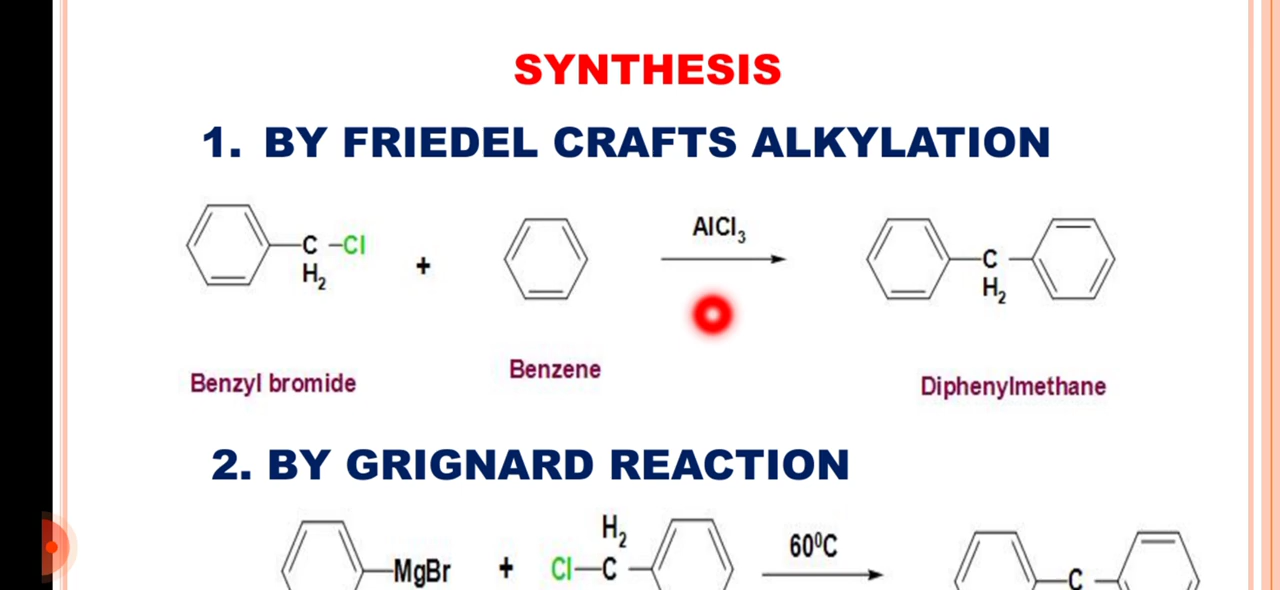 SYNTHESIS
1. BY FRIEDEL CRAFTS ALKYLATION
C –Cl
H₂
+
AlCl₃
C
H₂
Benzyl bromide
Benzene
Diphenylmethane
2. BY GRIGNARD REACTION
MgBr + Cl–C
H₂
60⁰C
C